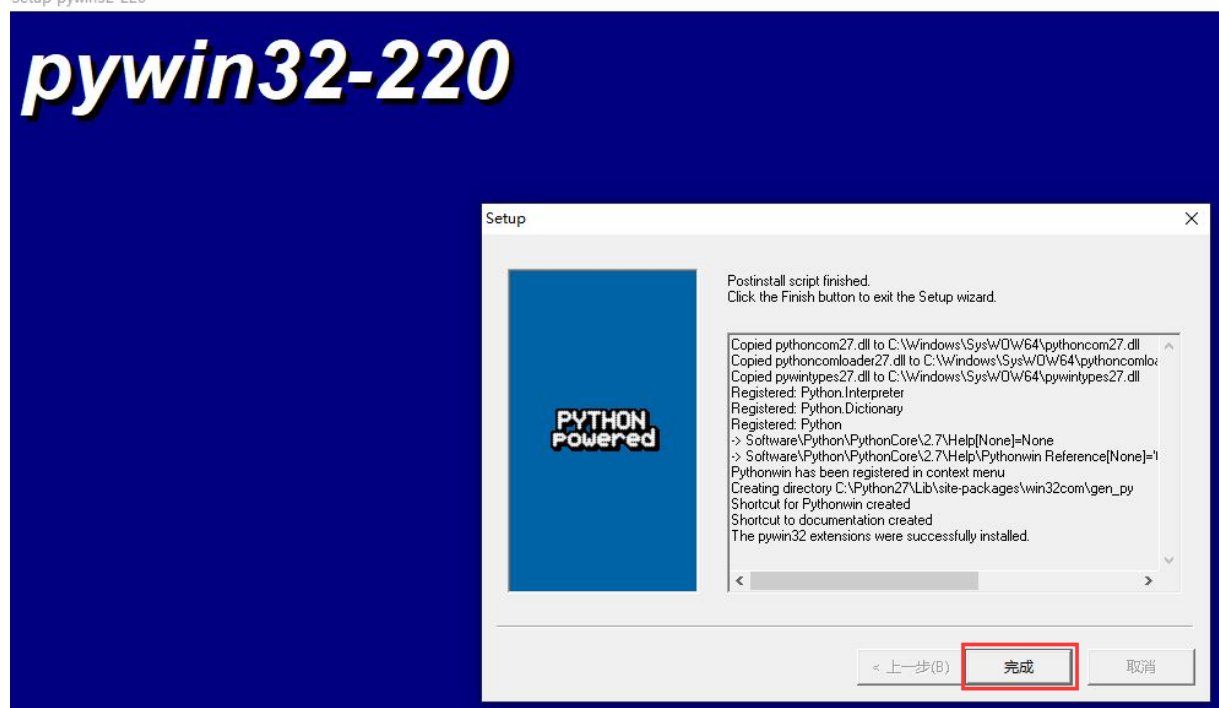 Setup pywin32-220
pywin32-220
Setup
Postinstall script finished.
Click the Finish button to exit the Setup wizard.
Copied pythoncom27.dll to C:\Windows\SysWOW64\pythoncom27.dll
Copied pythoncomloader27.dll to C:\Windows\SysWOW64\pythoncomloa
Copied pywintypes27.dll to C:\Windows\SysWOW64\pywintypes27.dll
Registered: Python.Interpreter
Registered: Python.Dictionary
Registered: Python
-> Software\Python\PythonCore\2.7\Help[None]=None
-> Software\Python\PythonCore\2.7\Help\Pythonwin Reference[None]='
Pythonwin has been registered in context menu
Creating directory C:\Python27\Lib\site-packages\win32com\gen_py
Shortcut for Pythonwin created
Shortcut to documentation created
The pywin32 extensions were successfully installed.
PYTHON
Powered
< 上一步(B)
完成
取消